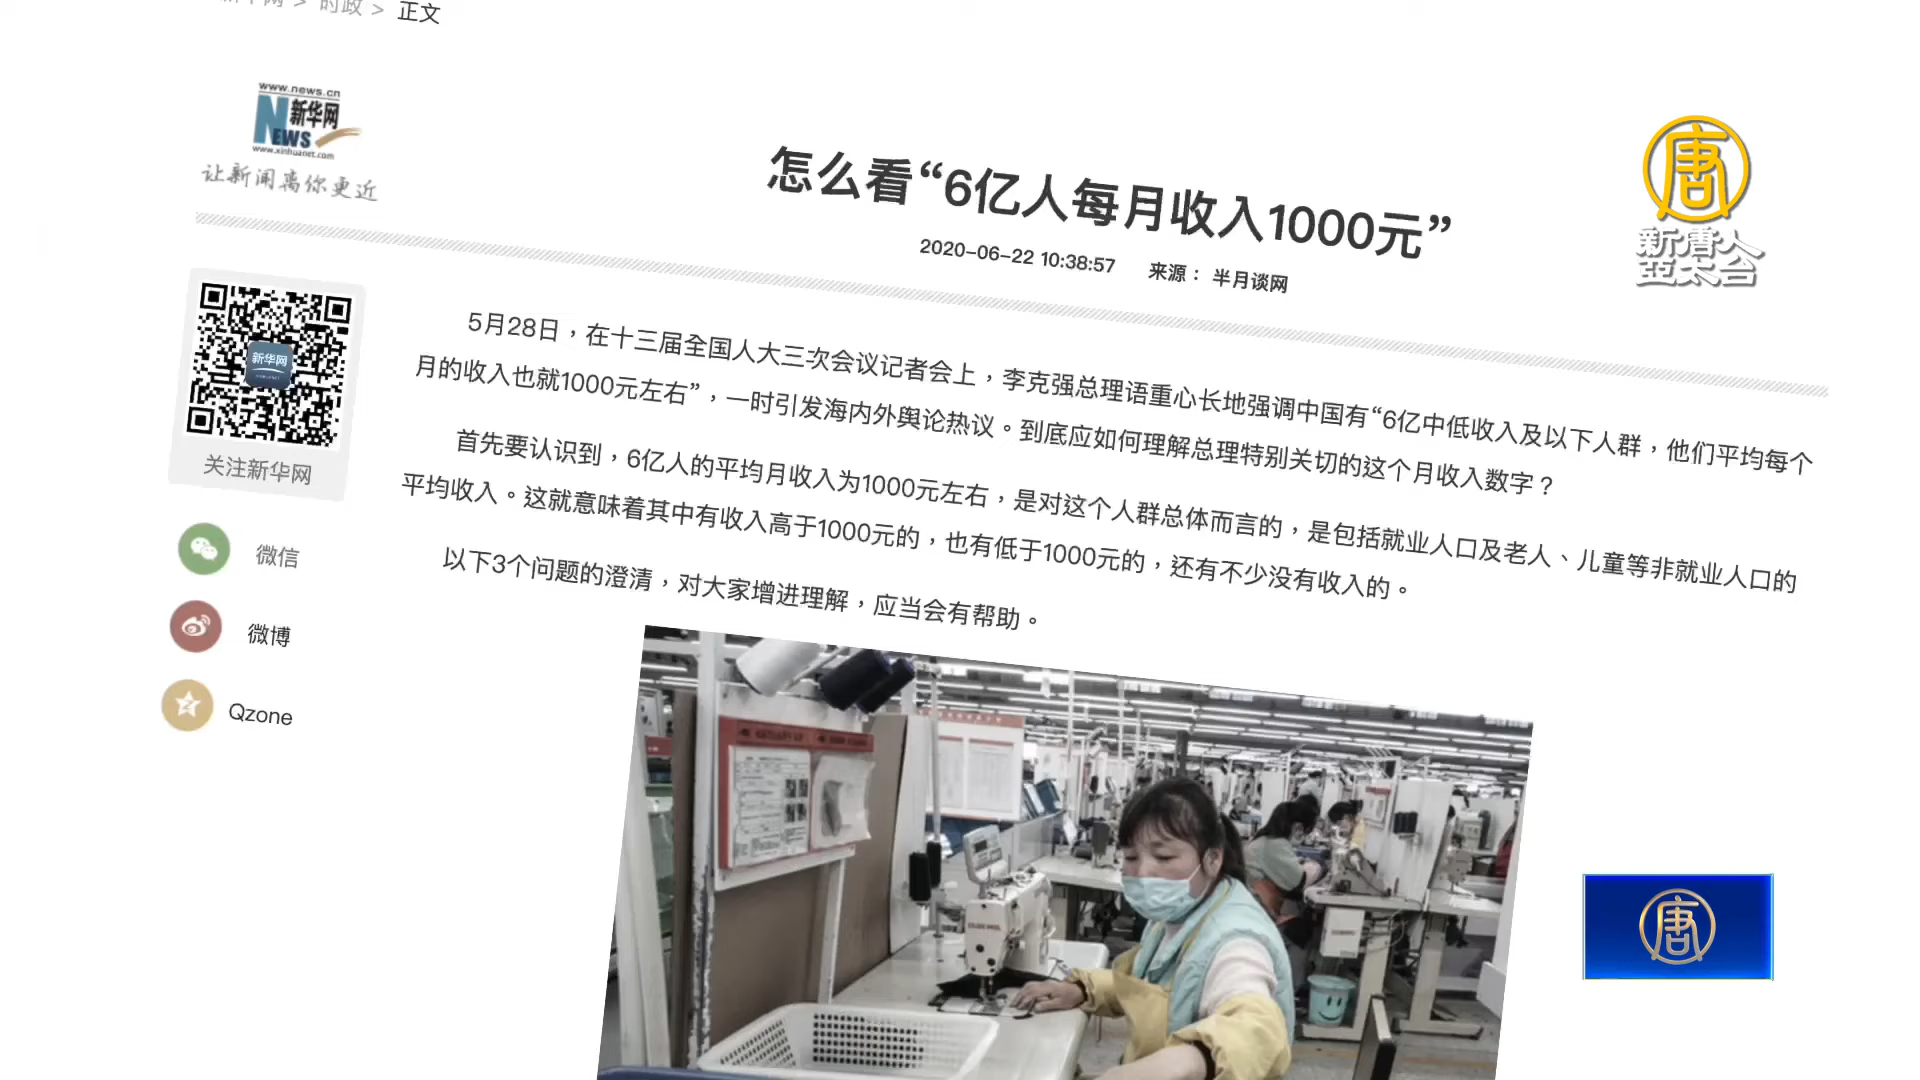 时政 > 正文
www.news.cn
新华网
NEWS
www.xinhuanet.com
让新闻离你更近
怎么看“6亿人每月收入1000元”
2020-06-22 10:38:57 来源： 半月谈网
唐
新唐人
亞太台
5月28日，在十三届全国人大三次会议记者会上，李克强总理语重心长地强调中国有“6亿中低收入及以下人群，他们平均每个
月的收入也就1000元左右”，一时引发海内外舆论热议。到底应如何理解总理特别关切的这个月收入数字？
首先要认识到，6亿人的平均月收入为1000元左右，是对这个人群总体而言的，是包括就业人口及老人、儿童等非就业人口的
平均收入。这就意味着其中有收入高于1000元的，也有低于1000元的，还有不少没有收入的。
以下3个问题的澄清，对大家增进理解，应当会有帮助。
新华网
关注新华网
微信
微博
Qzone
唐